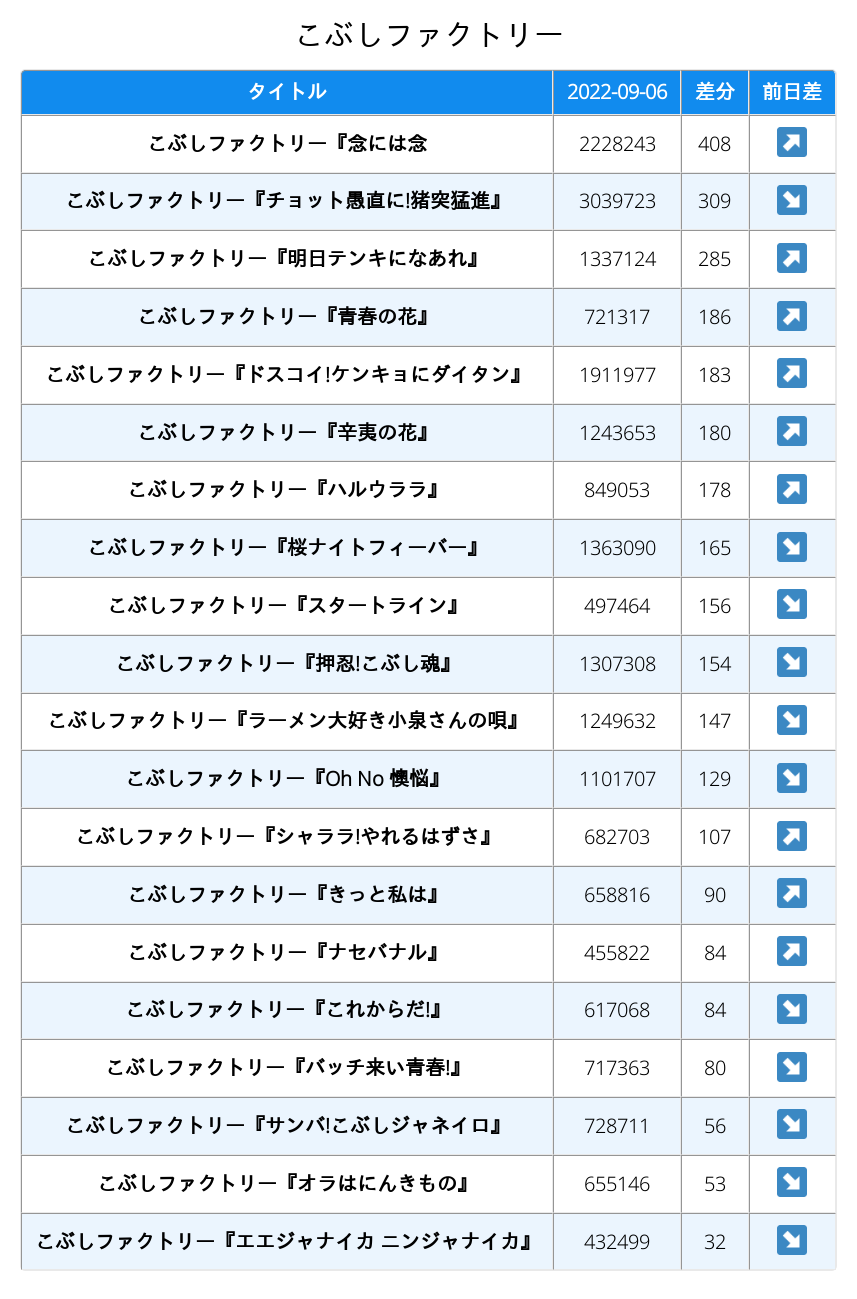 こぶしファクトリー
タイトル 2022-09-06 差分 前日差
こぶしファクトリー『念には念 2228243 408 ↗
こぶしファクトリー『チョット愚直に!猪突猛進』 3039723 309 ↘
こぶしファクトリー『明日テンキになあれ』 1337124 285 ↗
こぶしファクトリー『青春の花』 721317 186 ↗
こぶしファクトリー『ドスコイ!ケンキョにダイタン』 1911977 183 ↗
こぶしファクトリー『辛夷の花』 1243653 180 ↗
こぶしファクトリー『ハルウララ』 849053 178 ↗
こぶしファクトリー『桜ナイトフィーバー』 1363090 165 ↘
こぶしファクトリー『スタートライン』 497464 156 ↘
こぶしファクトリー『押忍!こぶし魂』 1307308 154 ↘
こぶしファクトリー『ラーメン大好き小泉さんの唄』 1249632 147 ↘
こぶしファクトリー『Oh No 懊悩』 1101707 129 ↘
こぶしファクトリー『シャララ!やれるはずさ』 682703 107 ↗
こぶしファクトリー『きっと私は』 658816 90 ↗
こぶしファクトリー『ナセバナル』 455822 84 ↗
こぶしファクトリー『これからだ!』 617068 84 ↘
こぶしファクトリー『バッチ来い青春!』 717363 80 ↘
こぶしファクトリー『サンバ!こぶしジャネイロ』 728711 56 ↘
こぶしファクトリー『オラはにんきもの』 655146 53 ↘
こぶしファクトリー『エエジャナイカ ニンジャナイカ』 432499 32 ↘